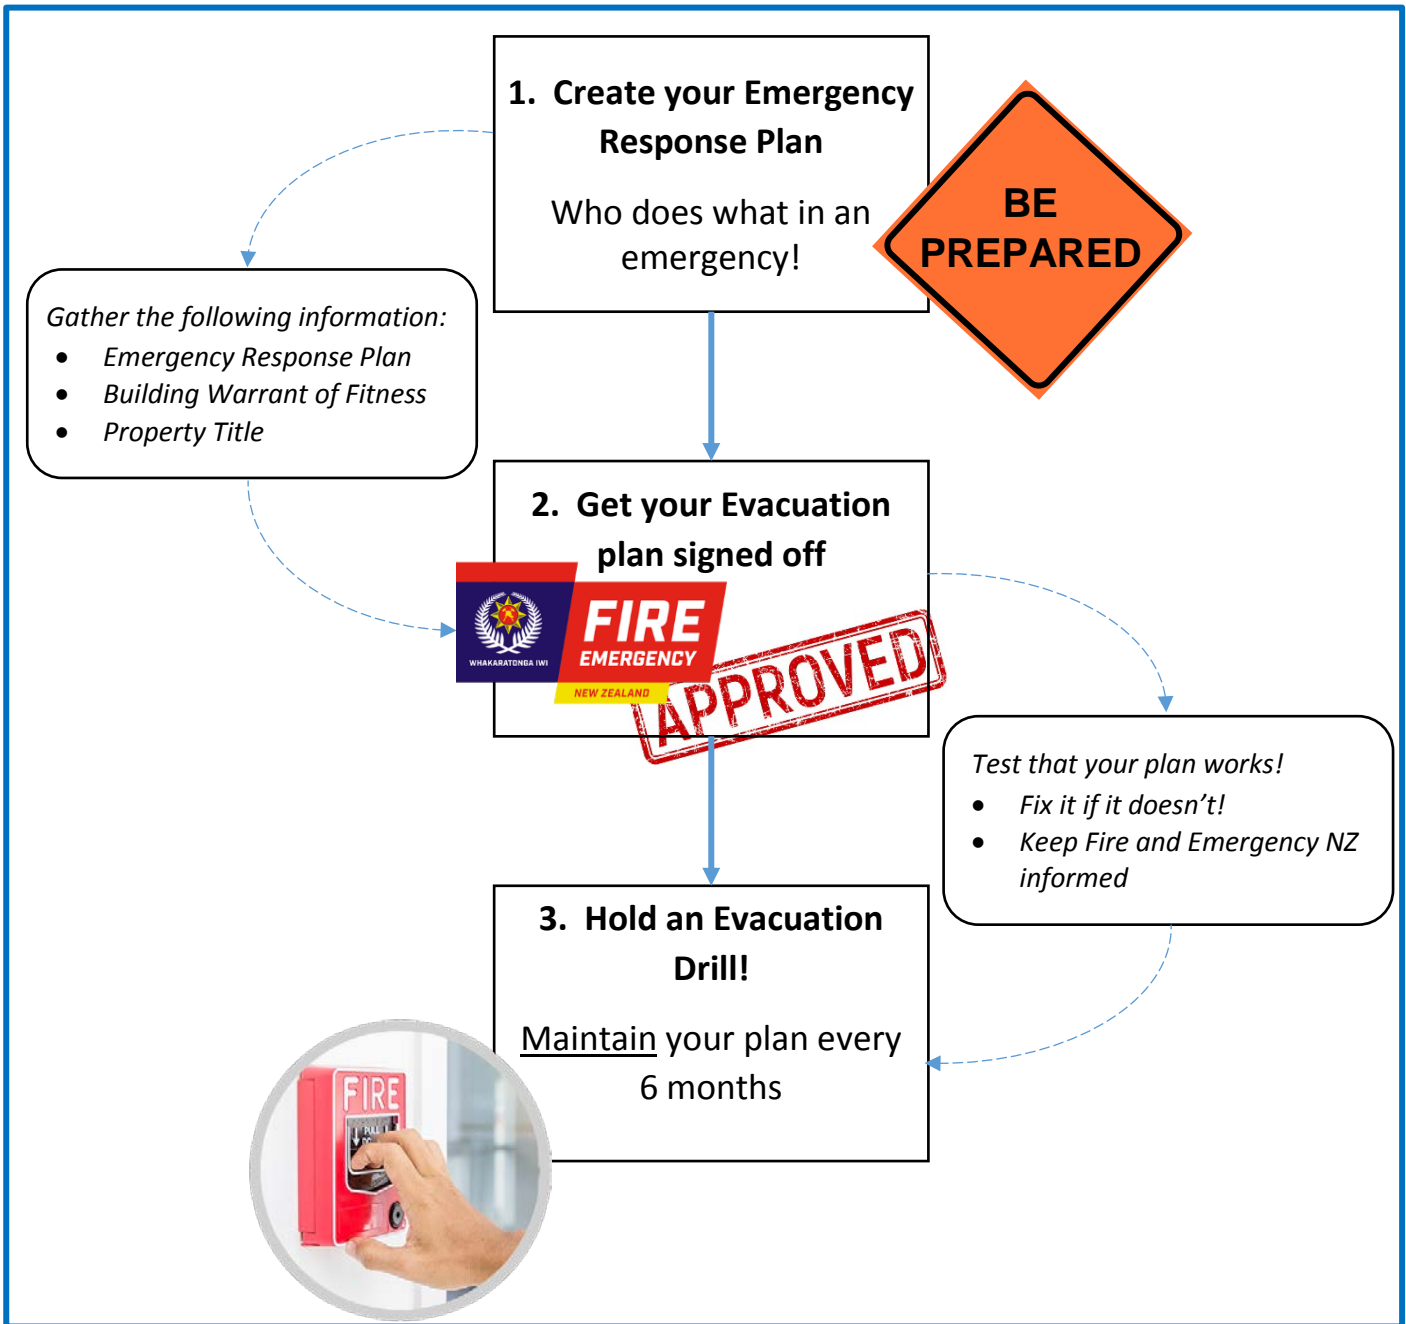 1. Create your Emergency
Response Plan
Who does what in an
emergency!
BE
PREPARED
Gather the following information:
• Emergency Response Plan
• Building Warrant of Fitness
• Property Title
2. Get your Evacuation
plan signed off
WHAKARATONGA IWI
FIRE
EMERGENCY
NEW ZEALAND
APPROVED
Test that your plan works!
• Fix it if it doesn’t!
• Keep Fire and Emergency NZ
informed
3. Hold an Evacuation
Drill!
Maintain your plan every
6 months
FIRE
PULL